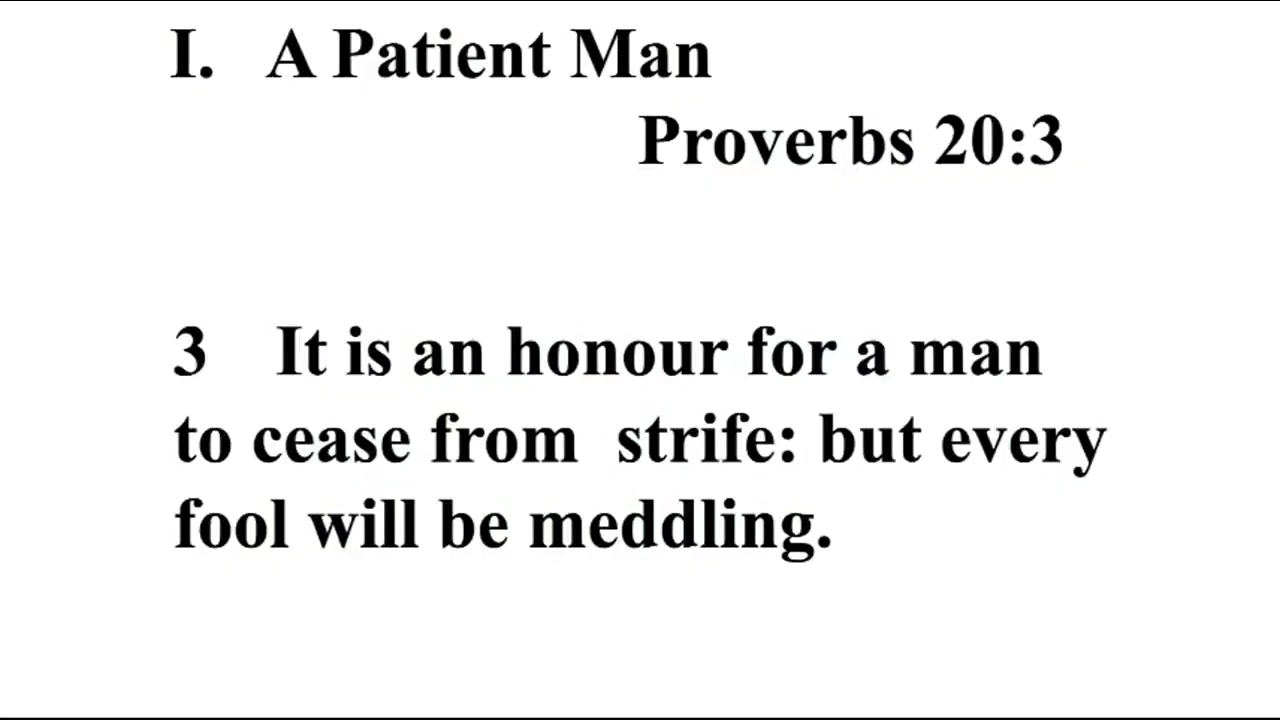 I. A Patient Man
Proverbs 20:3
3 It is an honour for a man
to cease from strife: but every
fool will be meddling.